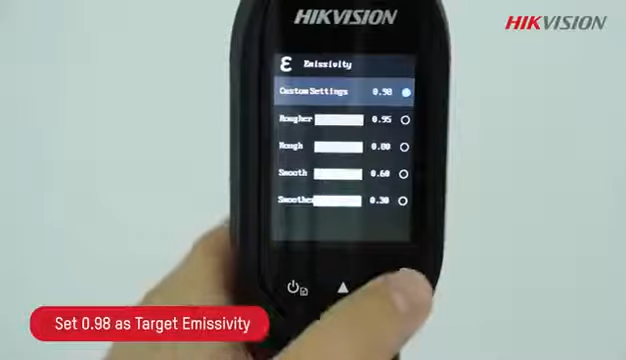 HIKVISION
HIKVISION
ε Emissivity
Custom Settings 0.98
Rougher 0.95
Rough 0.80
Smooth 0.60
Smoother 0.30
Set 0.98 as Target Emissivity